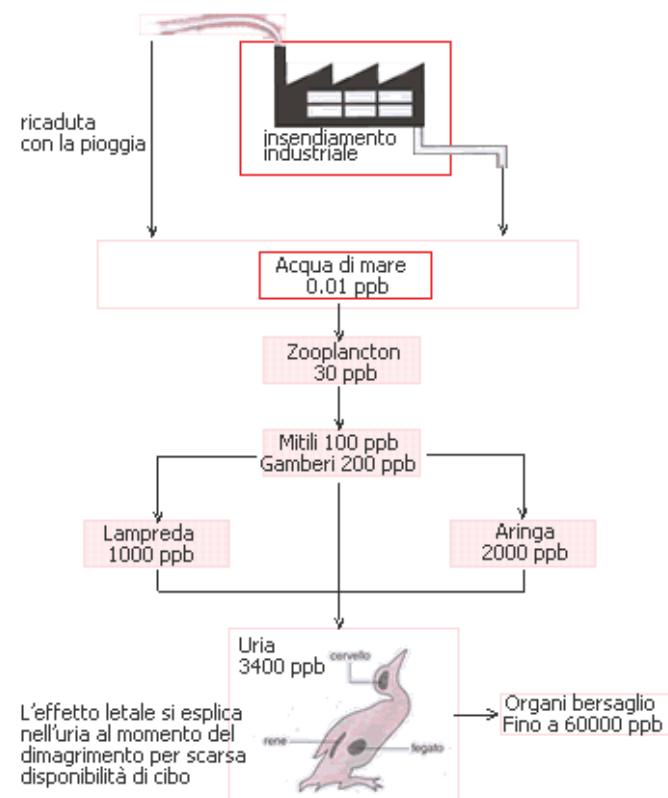 ricaduta
con la pioggia
insendiamento
industriale
Acqua di mare
0.01 ppb
Zooplancton
30 ppb
Mitili 100 ppb
Gamberi 200 ppb
Lampreda
1000 ppb
Aringa
2000 ppb
Uria
3400 ppb
cervello
rene
fegato
L'effetto letale si esplica
nell'uria al momento del
dimagrimento per scarsa
disponibilità di cibo
Organi bersaglio
Fino a 60000 ppb